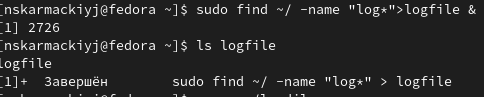 [nskarmackiyj@fedora ~]$ sudo find ~/ -name "log*">logfile &
[1] 2726
[nskarmackiyj@fedora ~]$ ls logfile
logfile
[1]+  Завершён        sudo find ~/ -name "log*" > logfile